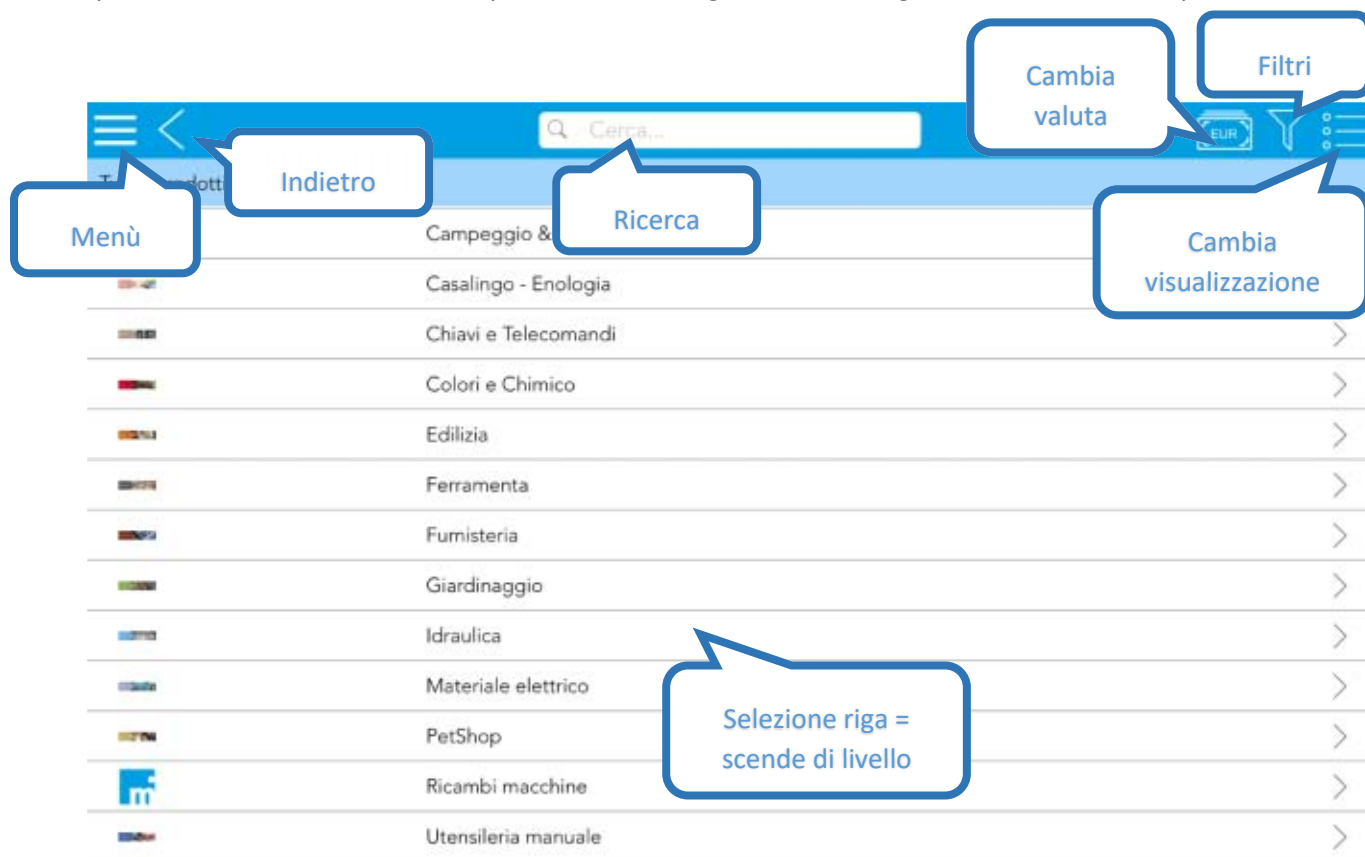 Cambia
valuta
Filtri
Cerca...
EUR
Indietro
Menù
Ricerca
Cambia
visualizzazione
Campeggio &
Casalingo - Enologia
Chiavi e Telecomandi
Colori e Chimico
Edilizia
Ferramenta
Fumisteria
Giardinaggio
Idraulica
Materiale elettrico
Selezione riga =
scende di livello
PetShop
Ricambi macchine
Utensileria manuale